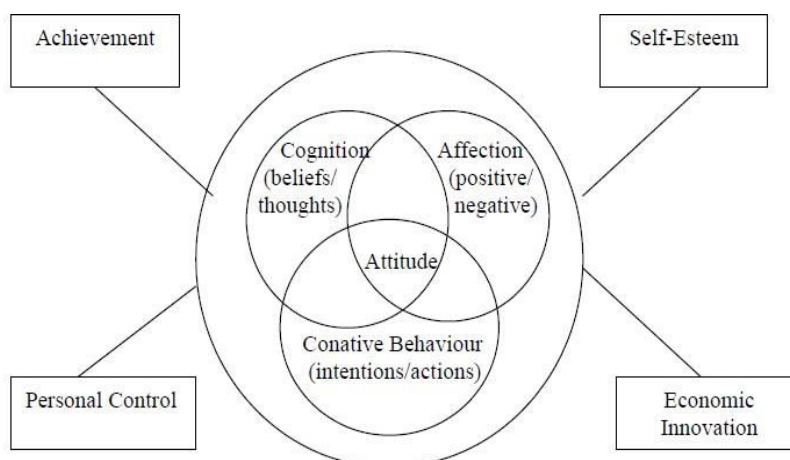 Achievement
Self-Esteem
Cognition
(beliefs/
thoughts)
Affection
(positive/
negative)
Attitude
Conative Behaviour
(intentions/actions)
Personal Control
Economic
Innovation